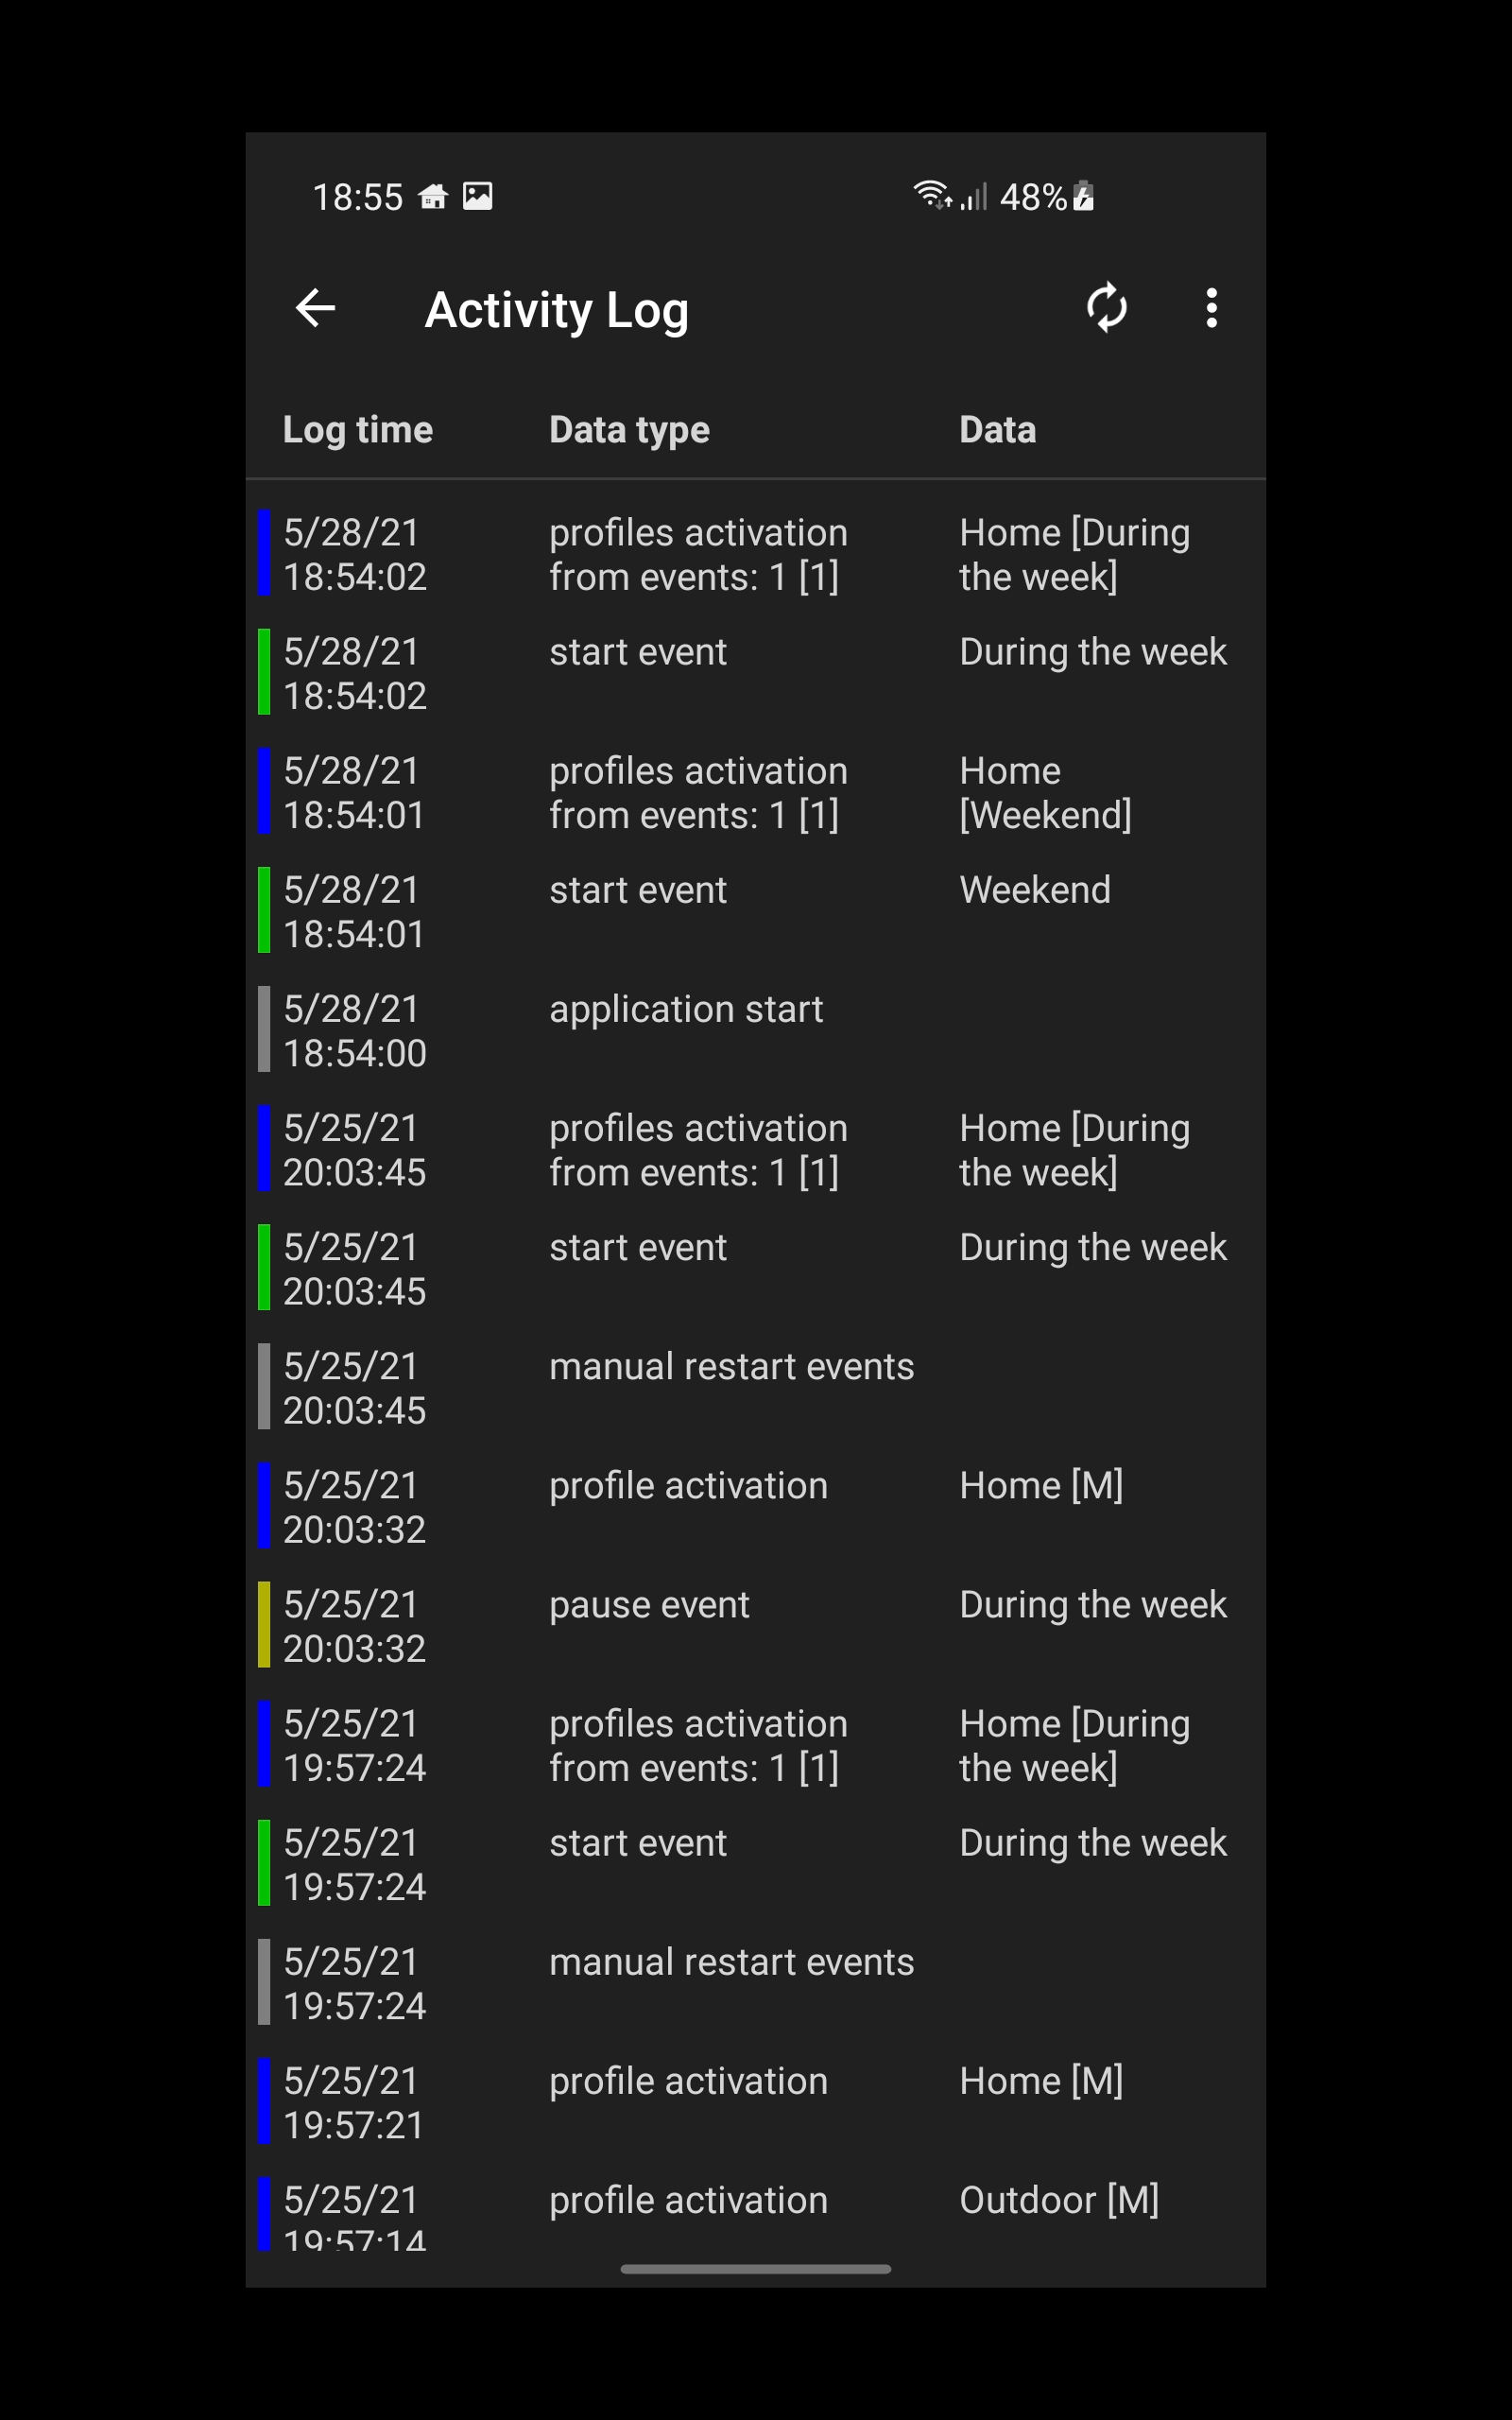 18:55 48%
Activity Log
Log time Data type Data
5/28/21 profiles activation Home [During
18:54:02 from events: 1 [1] the week]
5/28/21 start event During the week
18:54:02
5/28/21 profiles activation Home
18:54:01 from events: 1 [1] [Weekend]
5/28/21 start event Weekend
18:54:01
5/28/21 application start
18:54:00
5/25/21 profiles activation Home [During
20:03:45 from events: 1 [1] the week]
5/25/21 start event During the week
20:03:45
5/25/21 manual restart events
20:03:45
5/25/21 profile activation Home [M]
20:03:32
5/25/21 pause event During the week
20:03:32
5/25/21 profiles activation Home [During
19:57:24 from events: 1 [1] the week]
5/25/21 start event During the week
19:57:24
5/25/21 manual restart events
19:57:24
5/25/21 profile activation Home [M]
19:57:21
5/25/21 profile activation Outdoor [M]
19:57:14